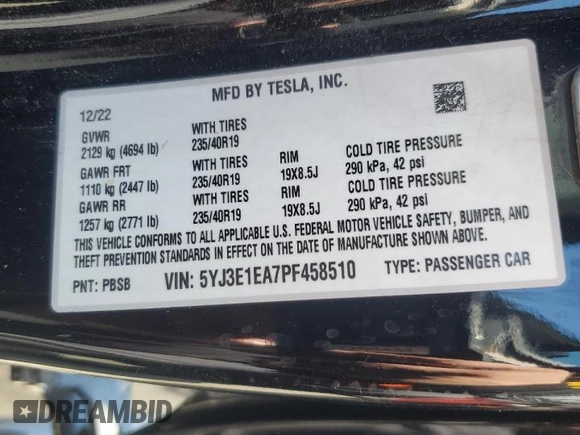 MFD BY TESLA, INC.
12/22
GVWR WITH TIRES
2129 kg (4694 lb) 235/40R19
GAWR FRT WITH TIRES RIM COLD TIRE PRESSURE
1110 kg (2447 lb) 235/40R19 19X8.5J 290 kPa, 42 psi
GAWR RR WITH TIRES RIM COLD TIRE PRESSURE
1257 kg (2771 lb) 235/40R19 19X8.5J 290 kPa, 42 psi
THIS VEHICLE CONFORMS TO ALL APPLICABLE U.S. FEDERAL MOTOR VEHICLE SAFETY, BUMPER, AND
THEFT PREVENTION STANDARDS IN EFFECT ON THE DATE OF MANUFACTURE SHOWN ABOVE.
PNT: PBSB VIN: 5YJ3E1EA7PF458510 TYPE: PASSENGER CAR
DREAMBID